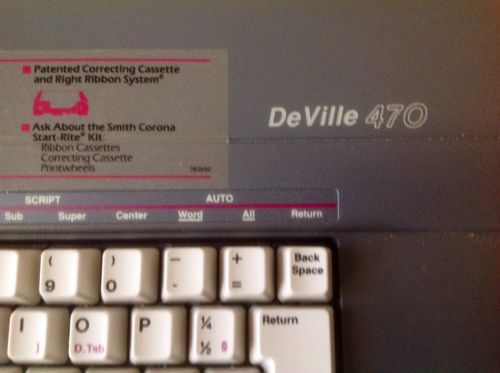 Patented Correcting Cassette
and Right Ribbon System®
DeVille 470
Ask About the Smith Corona
Start-Rite® Kit
Ribbon Cassettes
Correcting Cassette
Printwheels
SCRIPT AUTO
Sub Super Center Word All Return
( ) — + Back
9 0 - = Space
I O P ¼ Return
] D.Tab ½